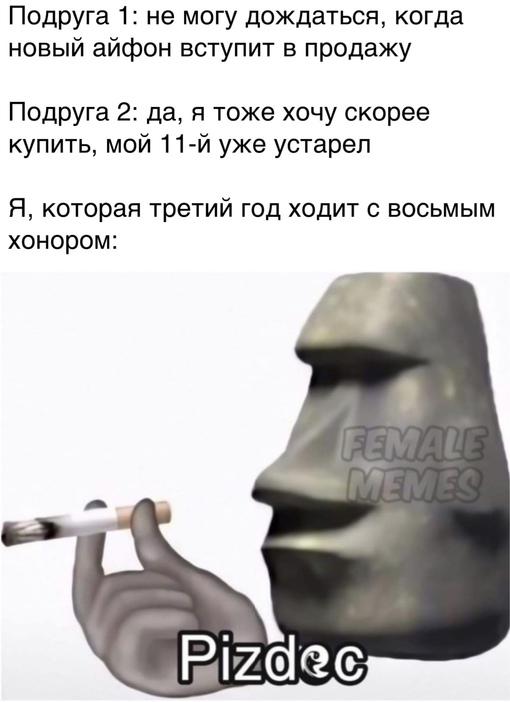 Подруга 1: не могу дождаться, когда
новый айфон вступит в продажу
Подруга 2: да, я тоже хочу скорее
купить, мой 11-й уже устарел
Я, которая третий год ходит с восьмым
хонором:
FEMALE
MEMES
Pizdec